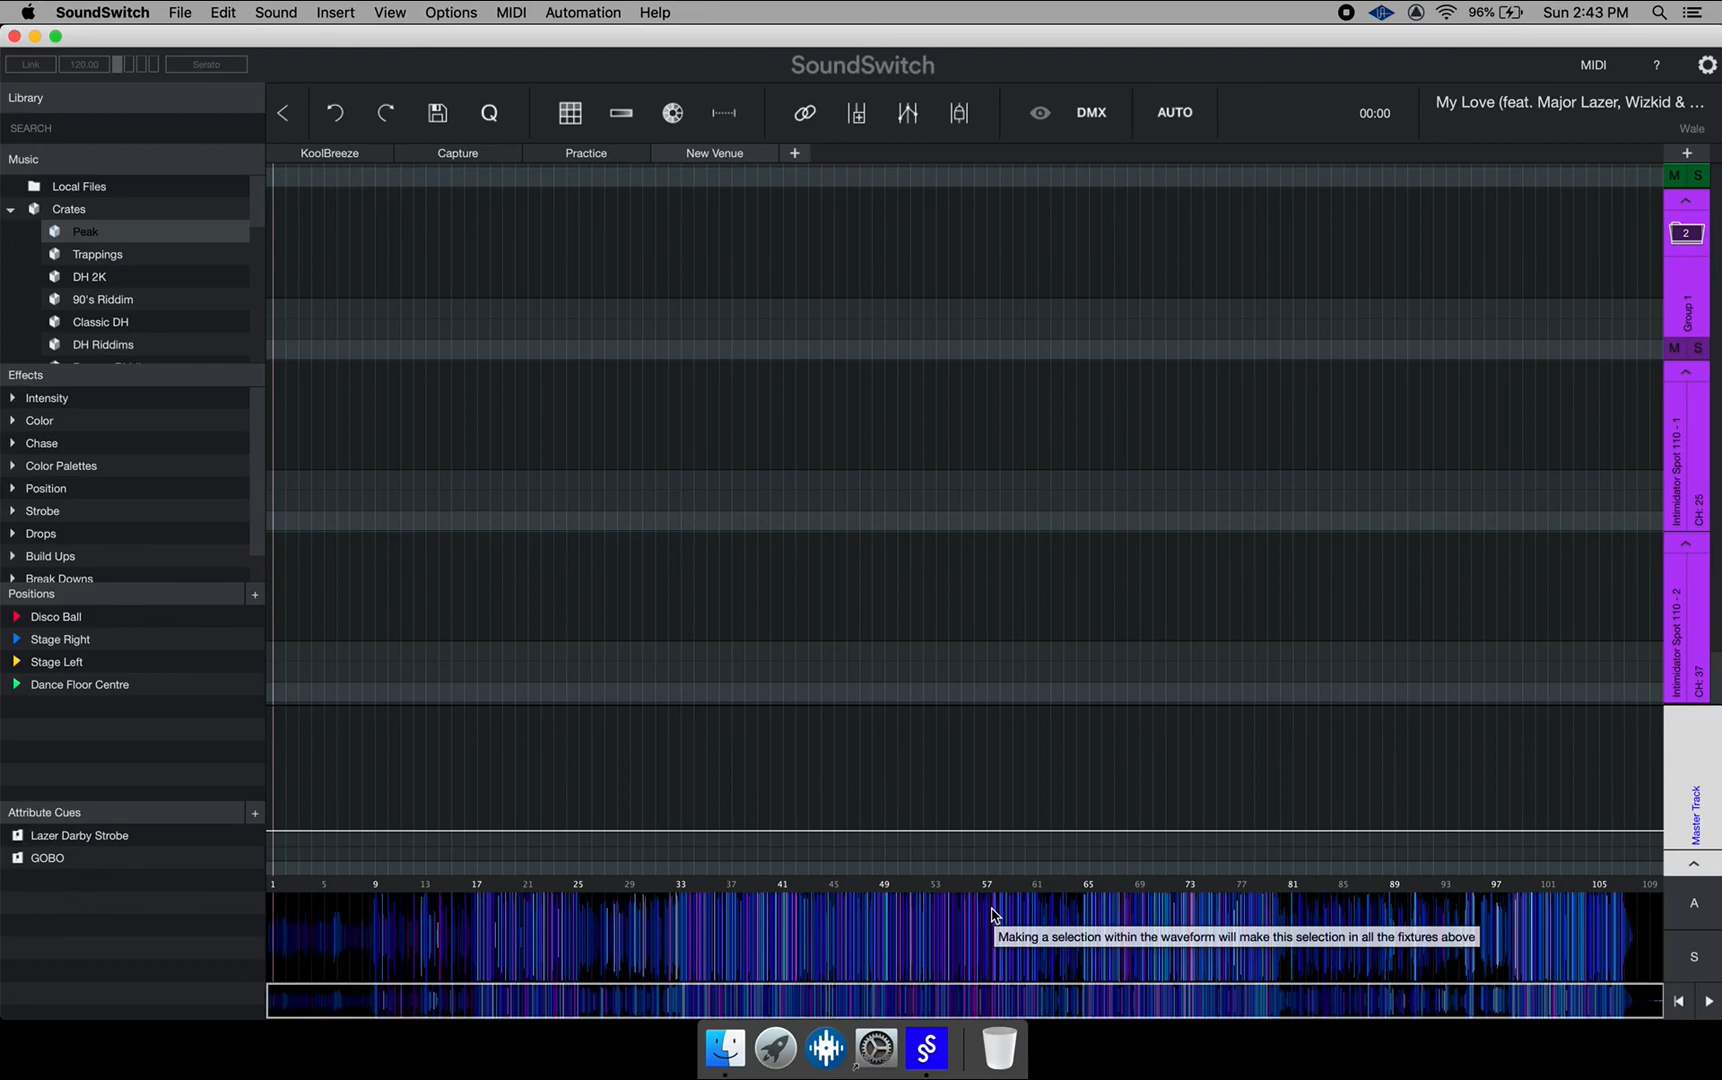 SoundSwitch File Edit Sound Insert View Options MIDI Automation Help 96% Sun 2:43 PM
Link 120.00 Serato SoundSwitch MIDI ?
Library
SEARCH
Music
Local Files
Crates
Peak
Trappings
DH 2K
90's Riddim
Classic DH
DH Riddims
Effects
Intensity
Color
Chase
Color Palettes
Position
Strobe
Drops
Build Ups
Break Downs
Positions +
Disco Ball
Stage Right
Stage Left
Dance Floor Centre
Attribute Cues +
Lazer Darby Strobe
GOBO
Q DMX AUTO 00:00 My Love (feat. Major Lazer, Wizkid & ...
Wale
KoolBreeze Capture Practice New Venue + +
M S
2
Group 1
M S
Intimidator Spot 110 - 1
CH: 25
Intimidator Spot 110 - 2
CH: 37
Master Track
1 5 9 13 17 21 25 29 33 37 41 45 49 53 57 61 65 69 73 77 81 85 89 93 97 101 105 109
A
Making a selection within the waveform will make this selection in all the fixtures above
S